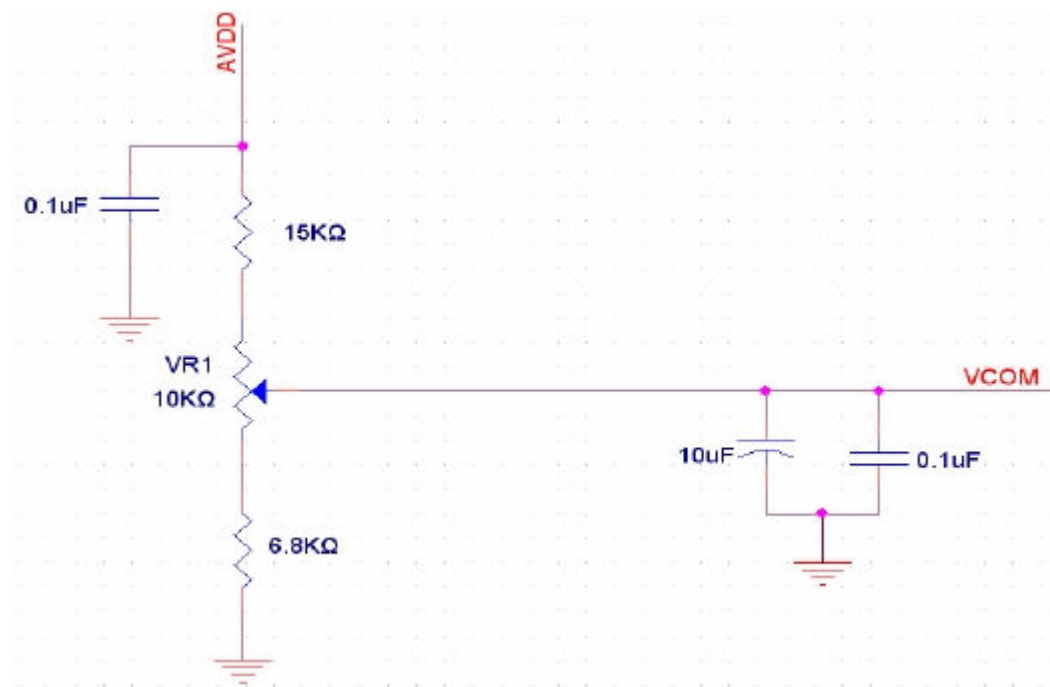 AVDD
0.1uF
15KΩ
VR1
10KΩ
VCOM
10uF
0.1uF
6.8KΩ